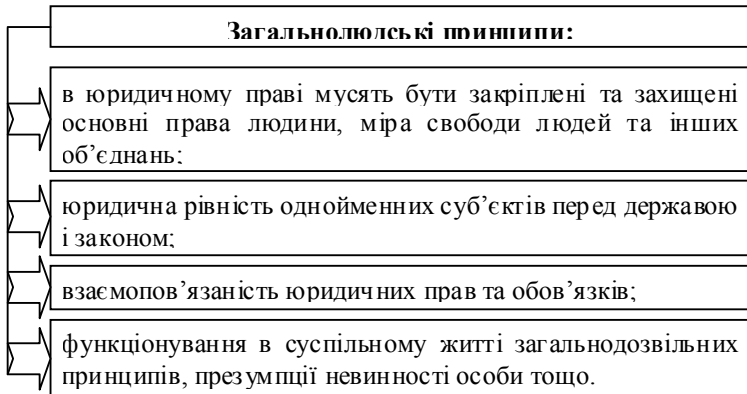 Загальнолюдські принципи:
в юридичному праві мусять бути закріплені та захищені
основні права людини, міра свободи людей та інших
об’єднань;
юридична рівність однойменних суб’єктів перед державою
і законом;
взаємопов’язаність юридичних прав та обов’язків;
функціонування в суспільному житті загальнодозвільних
принципів, презумпції невинності особи тощо.